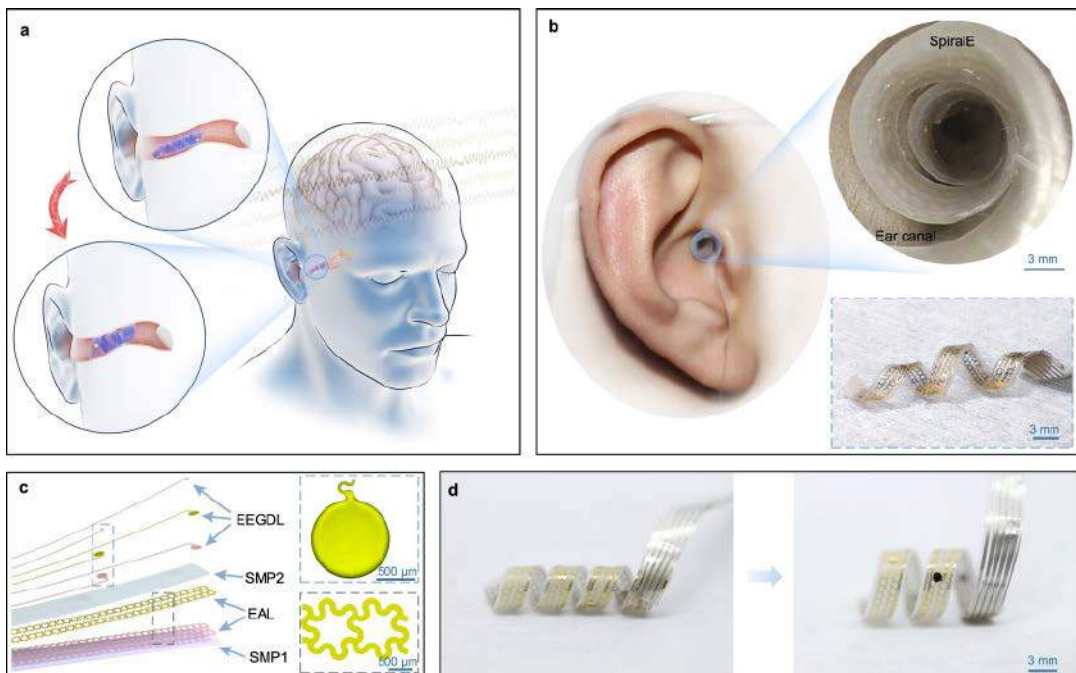 a
b
SpiralE
Ear canal
3 mm
3 mm
c
EEGDL
SMP2
EAL
SMP1
500 µm
500 µm
d
3 mm